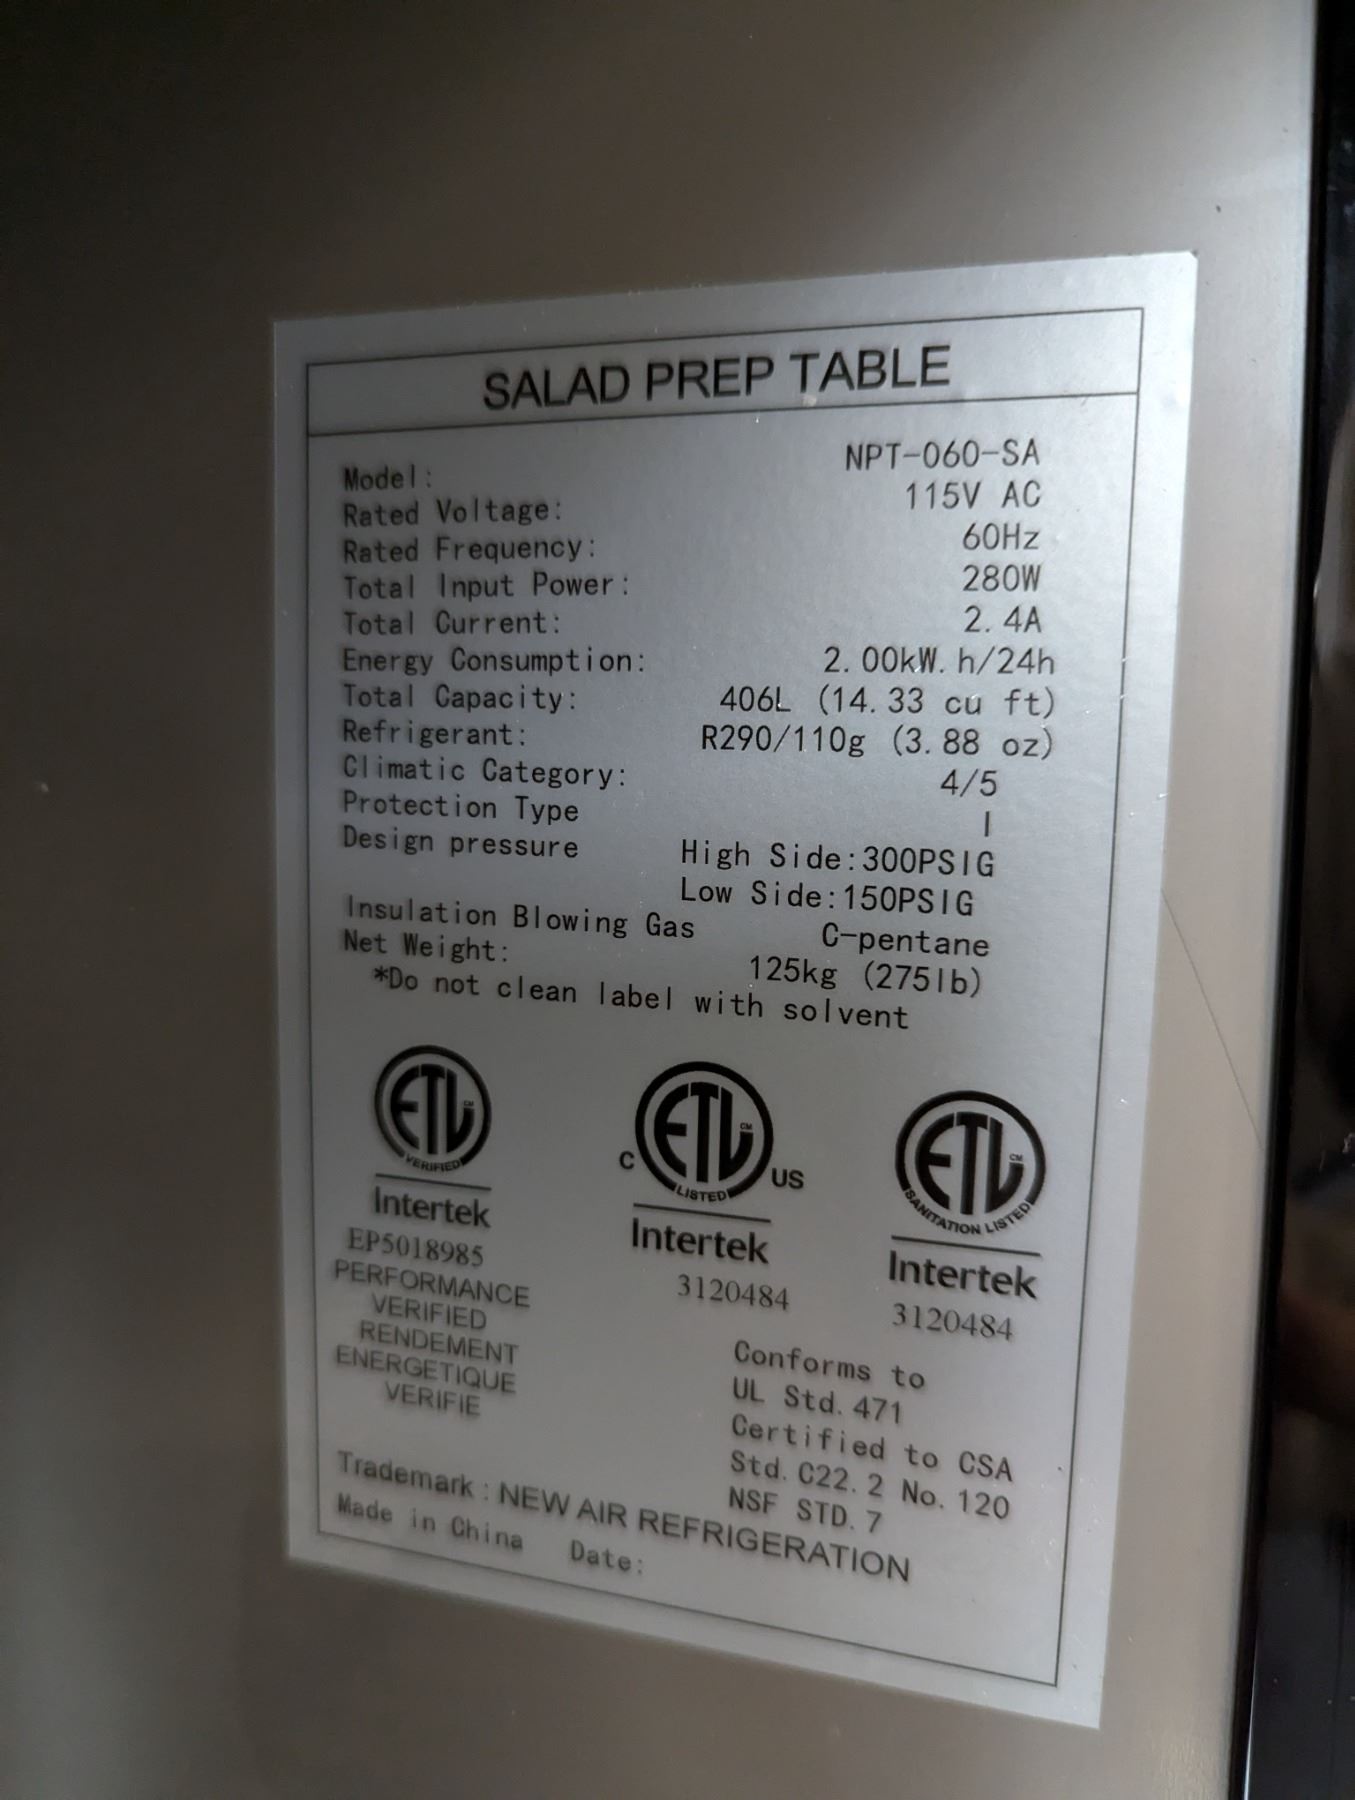 SALAD PREP TABLE
Model: NPT-060-SA
Rated Voltage: 115V AC
Rated Frequency: 60Hz
Total Input Power: 280W
Total Current: 2.4A
Energy Consumption: 2.00kW.h/24h
Total Capacity: 406L (14.33 cu ft)
Refrigerant: R290/110g (3.88 oz)
Climatic Category: 4/5
Protection Type I
Design pressure High Side:300PSIG
Low Side:150PSIG
Insulation Blowing Gas C-pentane
Net Weight: 125kg (275lb)
*Do not clean label with solvent
ETL CM VERIFIED
Intertek
EP5018985
PERFORMANCE
VERIFIED
RENDEMENT
ENERGETIQUE
VERIFIE
C ETL CM LISTED US
Intertek
3120484
ETL CM SANITATION LISTED
Intertek
3120484
Conforms to
UL Std. 471
Certified to CSA
Std. C22.2 No. 120
NSF STD. 7
Trademark : NEW AIR REFRIGERATION
Made in China Date: